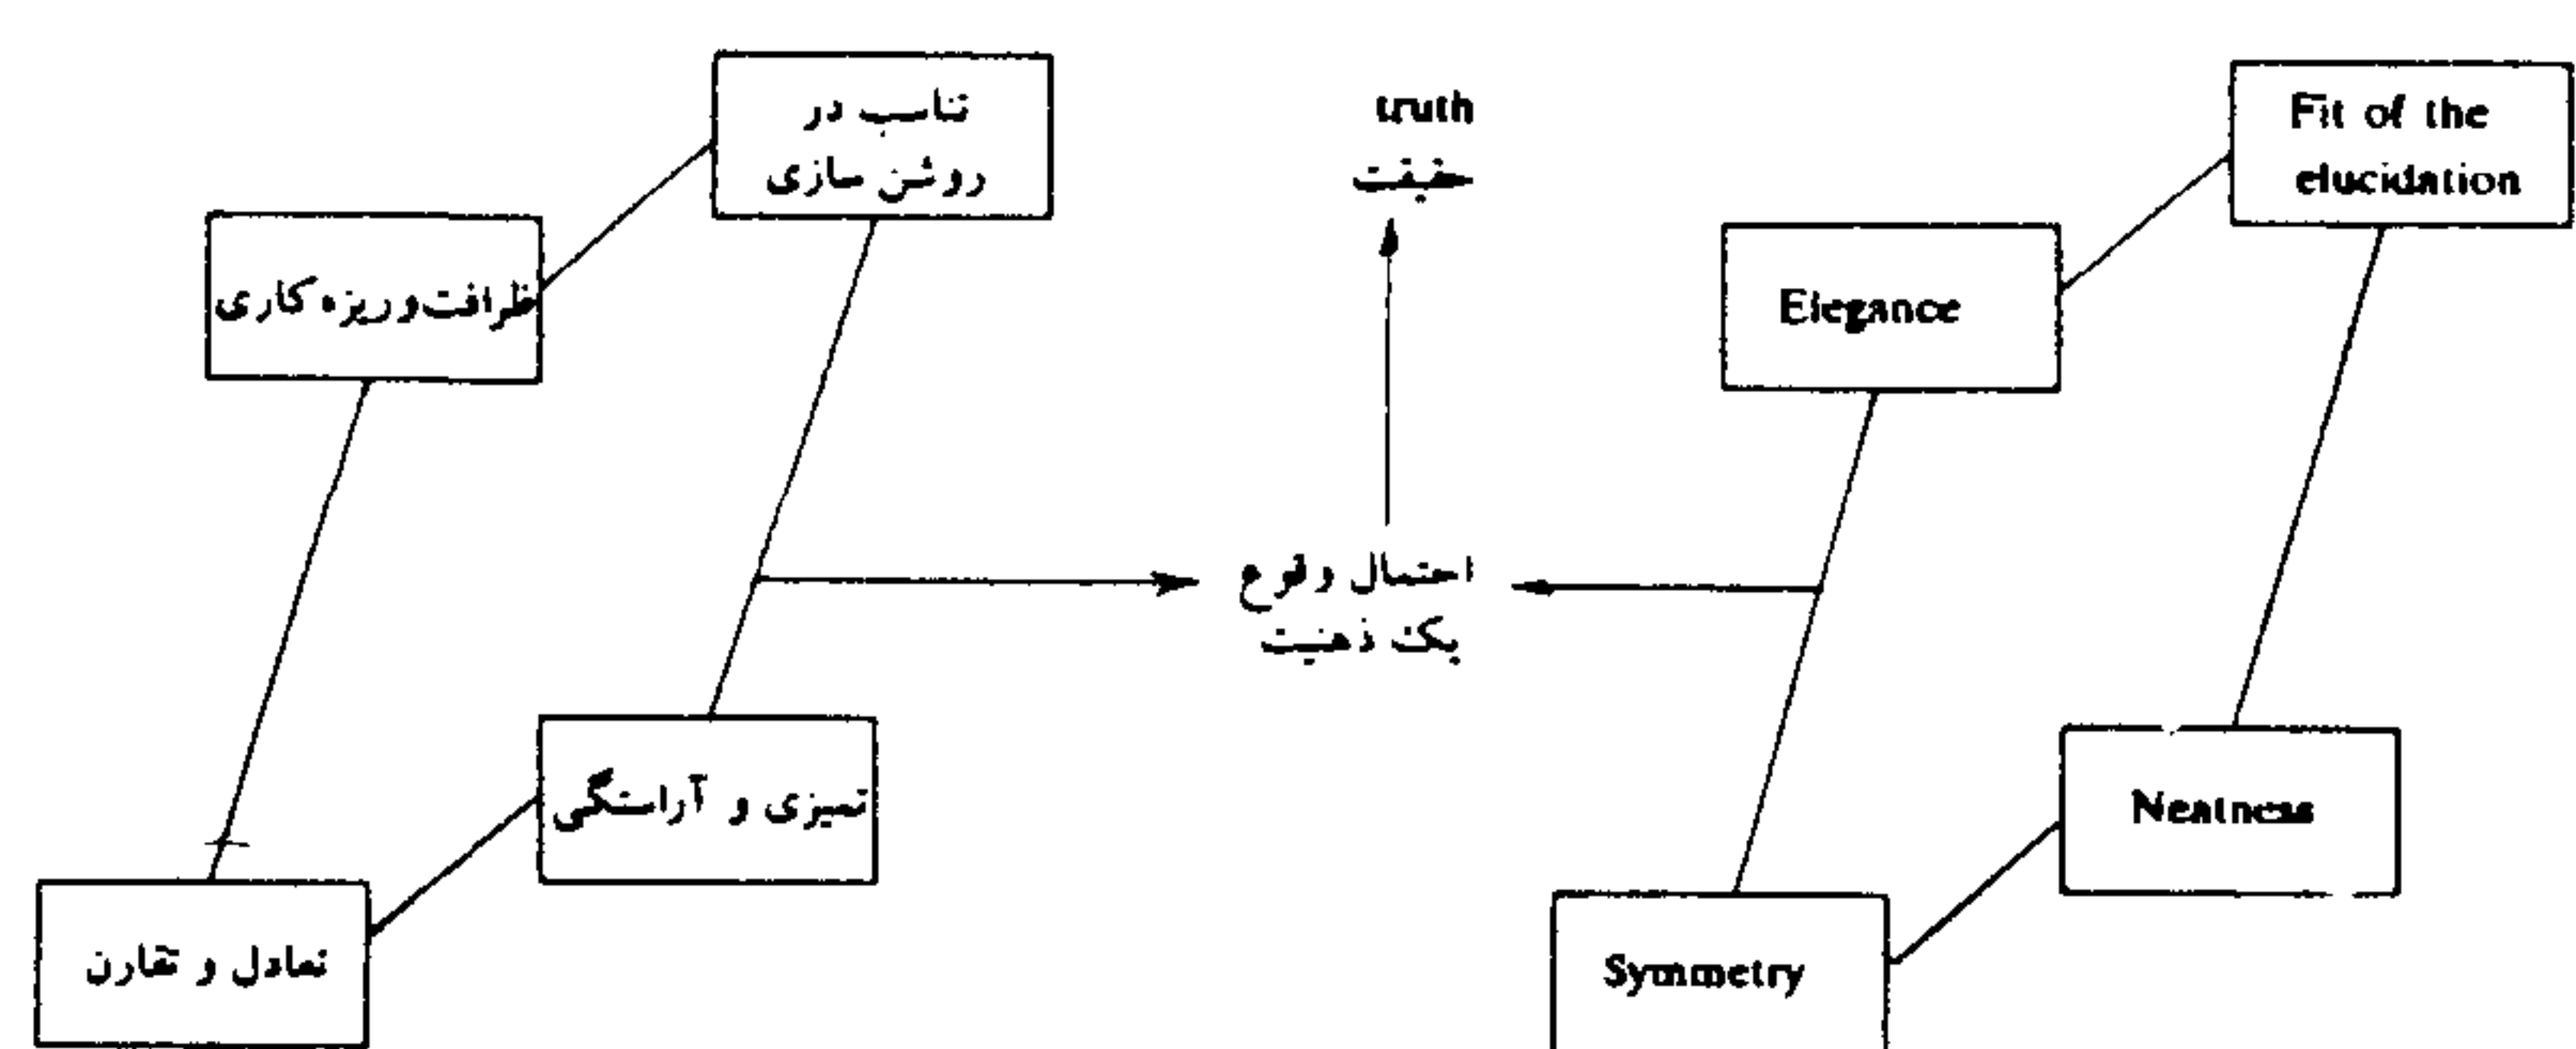 تناسب در
روشن سازی
ظرافت و ریزه کاری
تمیزی و آراستگی
تعادل و تقارن
truth
حقیقت
احتمال وقوع
یک ذهنیت
Fit of the
elucidation
Elegance
Neatness
Symmetry